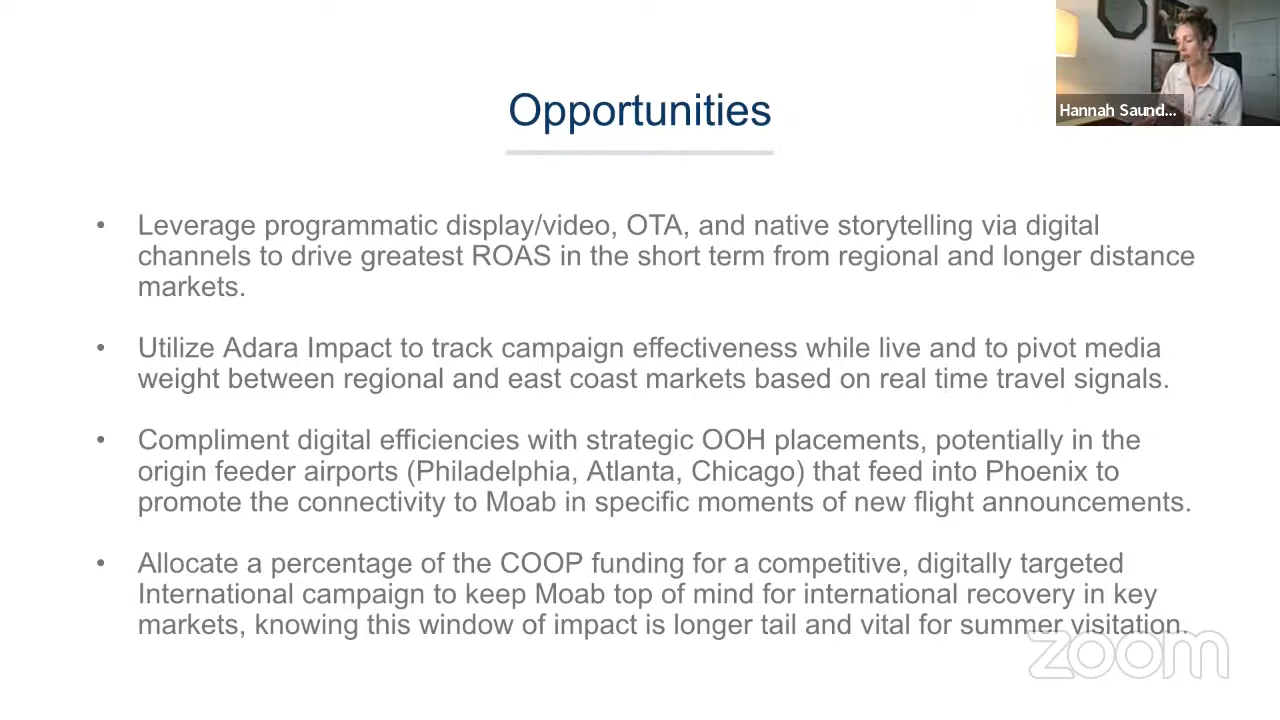 Opportunities
Hannah Saund...
• Leverage programmatic display/video, OTA, and native storytelling via digital
channels to drive greatest ROAS in the short term from regional and longer distance
markets.
• Utilize Adara Impact to track campaign effectiveness while live and to pivot media
weight between regional and east coast markets based on real time travel signals.
• Compliment digital efficiencies with strategic OOH placements, potentially in the
origin feeder airports (Philadelphia, Atlanta, Chicago) that feed into Phoenix to
promote the connectivity to Moab in specific moments of new flight announcements.
• Allocate a percentage of the COOP funding for a competitive, digitally targeted
International campaign to keep Moab top of mind for international recovery in key
markets, knowing this window of impact is longer tail and vital for summer visitation.
zoom